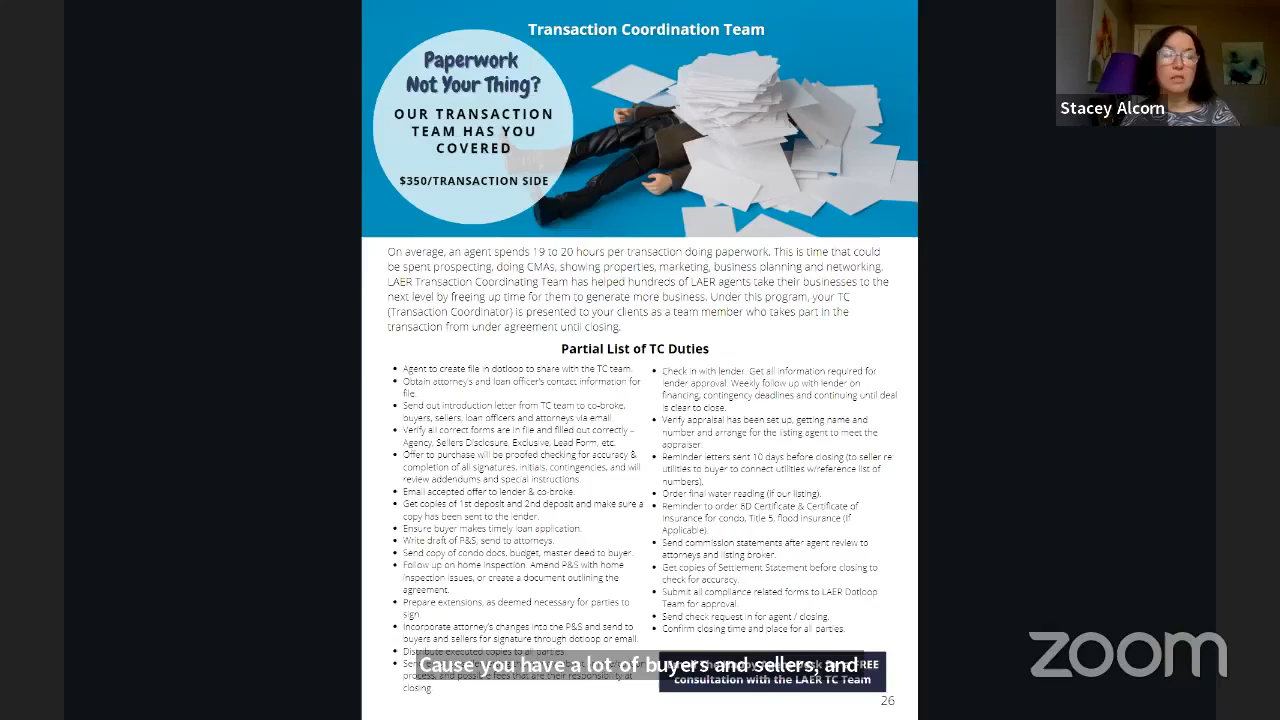 Transaction Coordination Team
Paperwork
Not Your Thing?
OUR TRANSACTION
TEAM HAS YOU
COVERED
$350/TRANSACTION SIDE
Stacey Alcorn
On average, an agent spends 19 to 20 hours per transaction doing paperwork. This is time that could
be spent prospecting, doing CMAs, showing properties, marketing, business planning and networking.
LAER Transaction Coordinating Team has helped hundreds of LAER agents take their businesses to the
next level by freeing up time for them to generate more business. Under this program, your TC
(Transaction Coordinator) is presented to your clients as a team member who takes part in the
transaction from under agreement until closing.
Partial List of TC Duties
Agent to create file in dotloop to share with the TC team.
Obtain attorney's and loan officer's contact information for
file.
Send out introduction letter from TC team to co-broke,
buyers, sellers, loan officers and attorneys via email.
Verify all correct forms are in file and filled out correctly –
Agency, Sellers Disclosure, Exclusive, Lead Form, etc.
Offer to purchase will be proofed checking for accuracy &
completion of all signatures, initials, contingencies, and will
review addendums and special instructions.
Email accepted offer to lender & co-broke.
Get copies of 1st deposit and 2nd deposit and make sure a
copy has been sent to the lender.
Ensure buyer makes timely loan application.
Write draft of P&S, send to attorneys.
Send copy of condo docs, budget, master deed to buyer.
Follow up on home inspection. Amend P&S with home
inspection issues, or create a document outlining the
agreement.
Prepare extensions, as deemed necessary for parties to
sign.
Incorporate attorney's changes into the P&S and send to
buyers and sellers for signature through dotloop or email.
Distribute executed copies to all parties.
process, and possible fees that are their responsibility at
closing.
Check in with lender. Get all information required for
lender approval. Weekly follow up with lender on
financing, contingency deadlines and continuing until deal
is clear to close.
Verify appraisal has been set up, getting name and
number and arrange for the listing agent to meet the
appraiser.
Reminder letters sent 10 days before closing (to seller re:
utilities to buyer to connect utilities w/reference list of
numbers).
Order final water reading (if our listing).
Reminder to order 6D Certificate & Certificate of
Insurance for condo, Title 5, flood insurance (If
Applicable).
Send commission statements after agent review to
attorneys and listing broker.
Get copies of Settlement Statement before closing to
check for accuracy.
Submit all compliance related forms to LAER Dotloop
Team for approval.
Send check request in for agent / closing.
Confirm closing time and place for all parties.
FREE
consultation with the LAER TC Team
Cause you have a lot of buyers and sellers, and
26
zoom